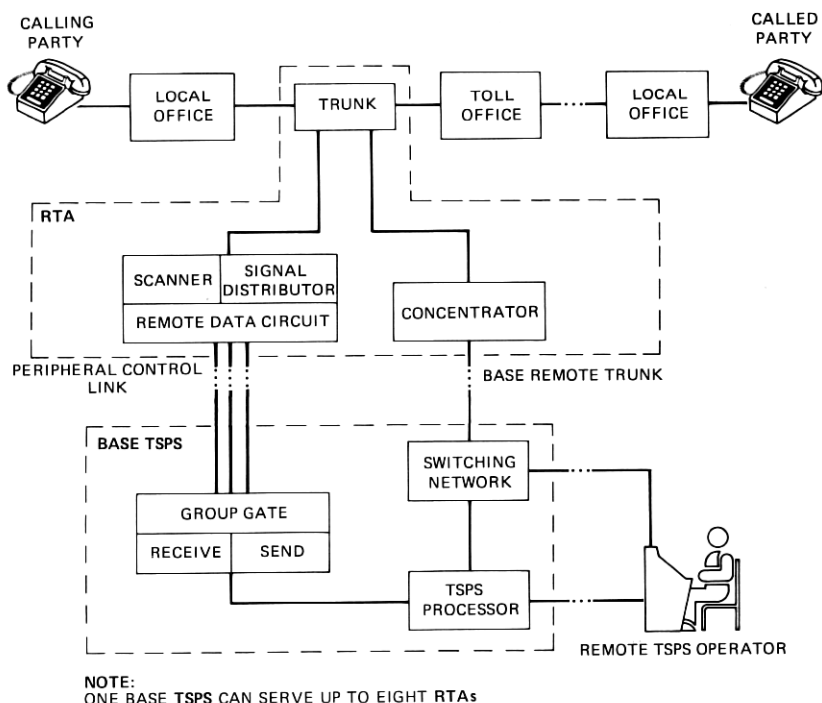 CALLING
PARTY
CALLED
PARTY
LOCAL
OFFICE
TRUNK
TOLL
OFFICE
LOCAL
OFFICE
RTA
SCANNER
SIGNAL
DISTRIBUTOR
REMOTE DATA CIRCUIT
CONCENTRATOR
PERIPHERAL CONTROL
LINK
BASE REMOTE TRUNK
BASE TSPS
SWITCHING
NETWORK
GROUP GATE
RECEIVE
SEND
TSPS
PROCESSOR
REMOTE TSPS OPERATOR
NOTE:
ONE BASE TSPS CAN SERVE UP TO EIGHT RTAs